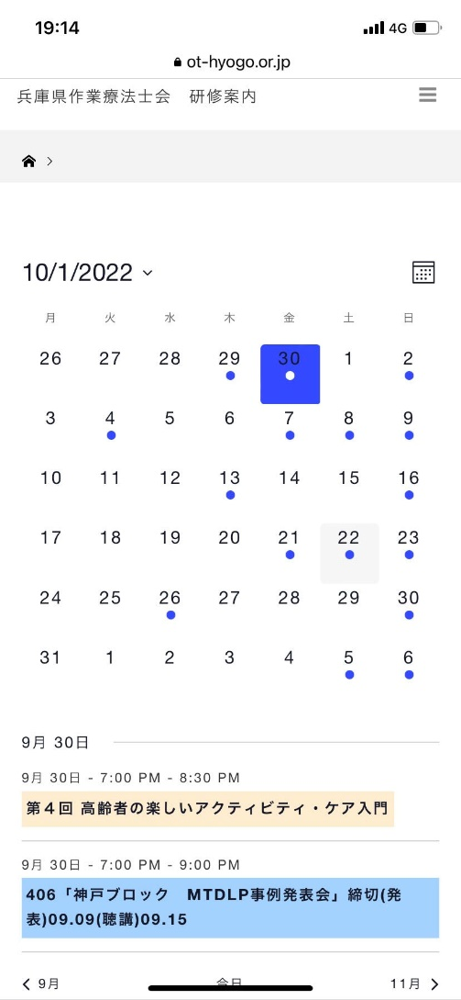 19:14 4G
ot-hyogo.or.jp
兵庫県作業療法士会　研修案内
10/1/2022
月 火 水 木 金 土 日
26 27 28 29 30 1 2
3 4 5 6 7 8 9
10 11 12 13 14 15 16
17 18 19 20 21 22 23
24 25 26 27 28 29 30
31 1 2 3 4 5 6
9月 30日
9月 30日 - 7:00 PM - 8:30 PM
第４回 高齢者の楽しいアクティビティ・ケア入門
9月 30日 - 7:00 PM - 9:00 PM
406「神戸ブロック　MTDLP事例発表会」締切(発
表)09.09(聴講)09.15
9月 今日 11月